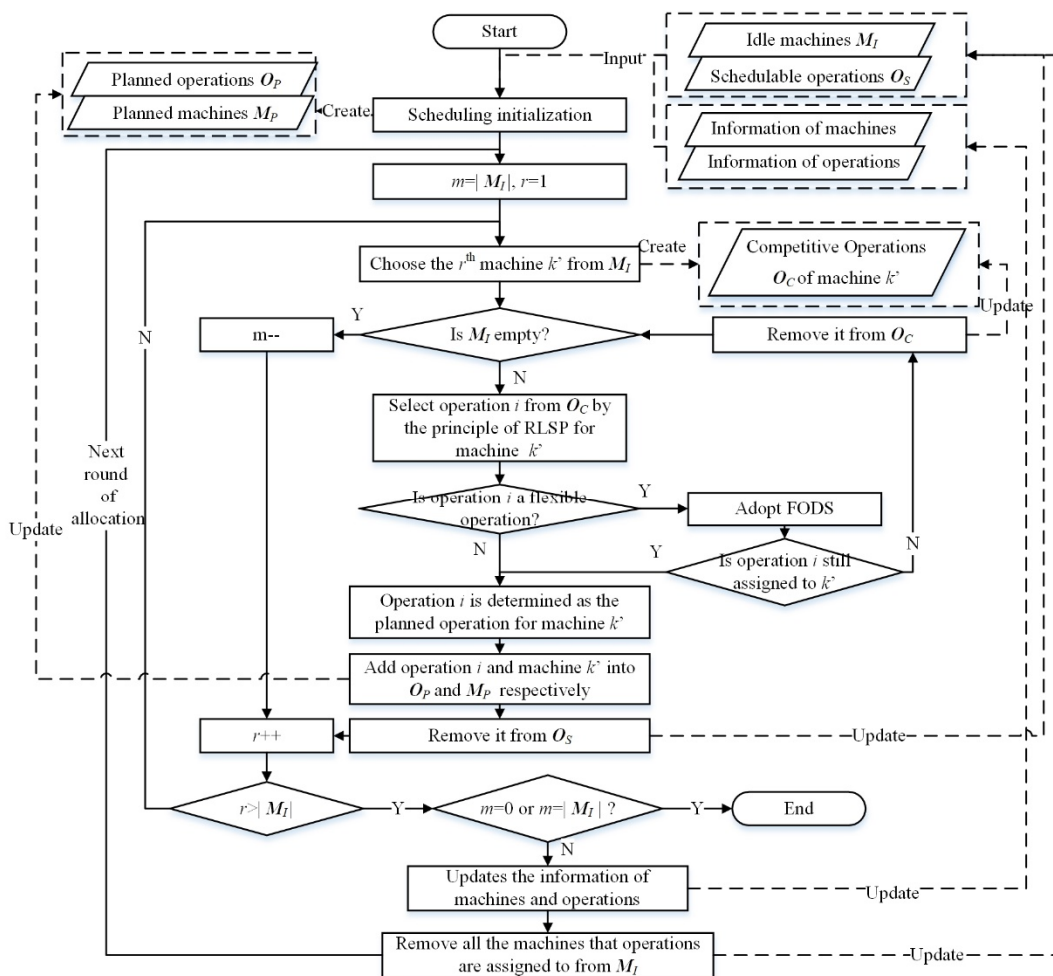 Start
Idle machines M_I
Input
Schedulable operations O_S
Planned operations O_P
Planned machines M_P
Create
Scheduling initialization
Information of machines
Information of operations
m=| M_I|, r=1
Choose the r^th machine k’ from M_I
Create
Competitive Operations
O_C of machine k’
Update
N
m--
Y
Is M_I empty?
Remove it from O_C
N
Select operation i from O_C by
the principle of RLSP for
machine k’
Next
round
of
allocation
Update
Is operation i a flexible
operation?
Y
Adopt FODS
N
Y
Is operation i still
assigned to k’
N
Operation i is determined as the
planned operation for machine k’
Add operation i and machine k’ into
O_P and M_P respectively
r++
Remove it from O_S
Update
r>| M_I|
Y
m=0 or m=| M_I | ?
Y
End
N
Updates the information of
machines and operations
Update
Remove all the machines that operations
are assigned to from M_I
Update